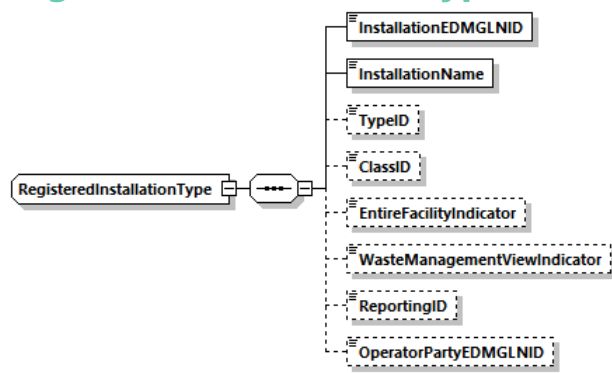 InstallationEDMGLNID
InstallationName
TypeID
ClassID
RegisteredInstallationType
EntireFacilityIndicator
WasteManagementViewIndicator
ReportingID
OperatorPartyEDMGLNID